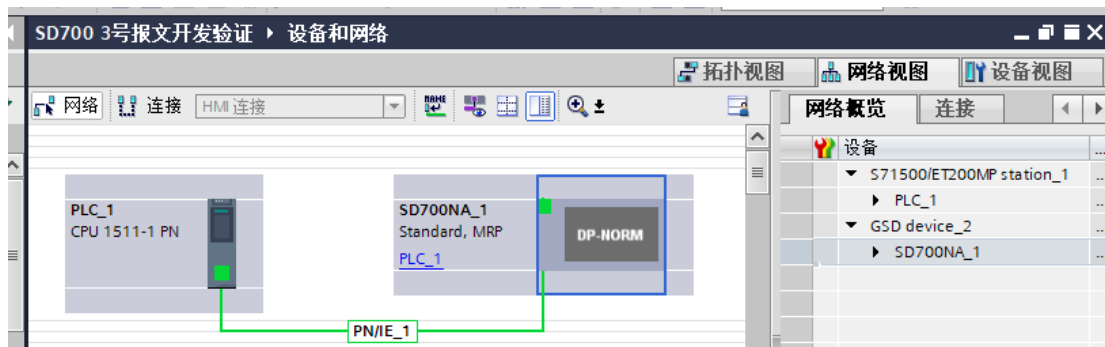 SD700 3号报文开发验证 ▸ 设备和网络
拓扑视图 网络视图 设备视图
网络 连接 HMI 连接
网络概览 连接
设备 ...
S71500/ET200MP station_1 ...
PLC_1 ...
GSD device_2 ...
SD700NA_1 ...
PLC_1
CPU 1511-1 PN
SD700NA_1
Standard, MRP
PLC_1
DP-NORM
PN/IE_1